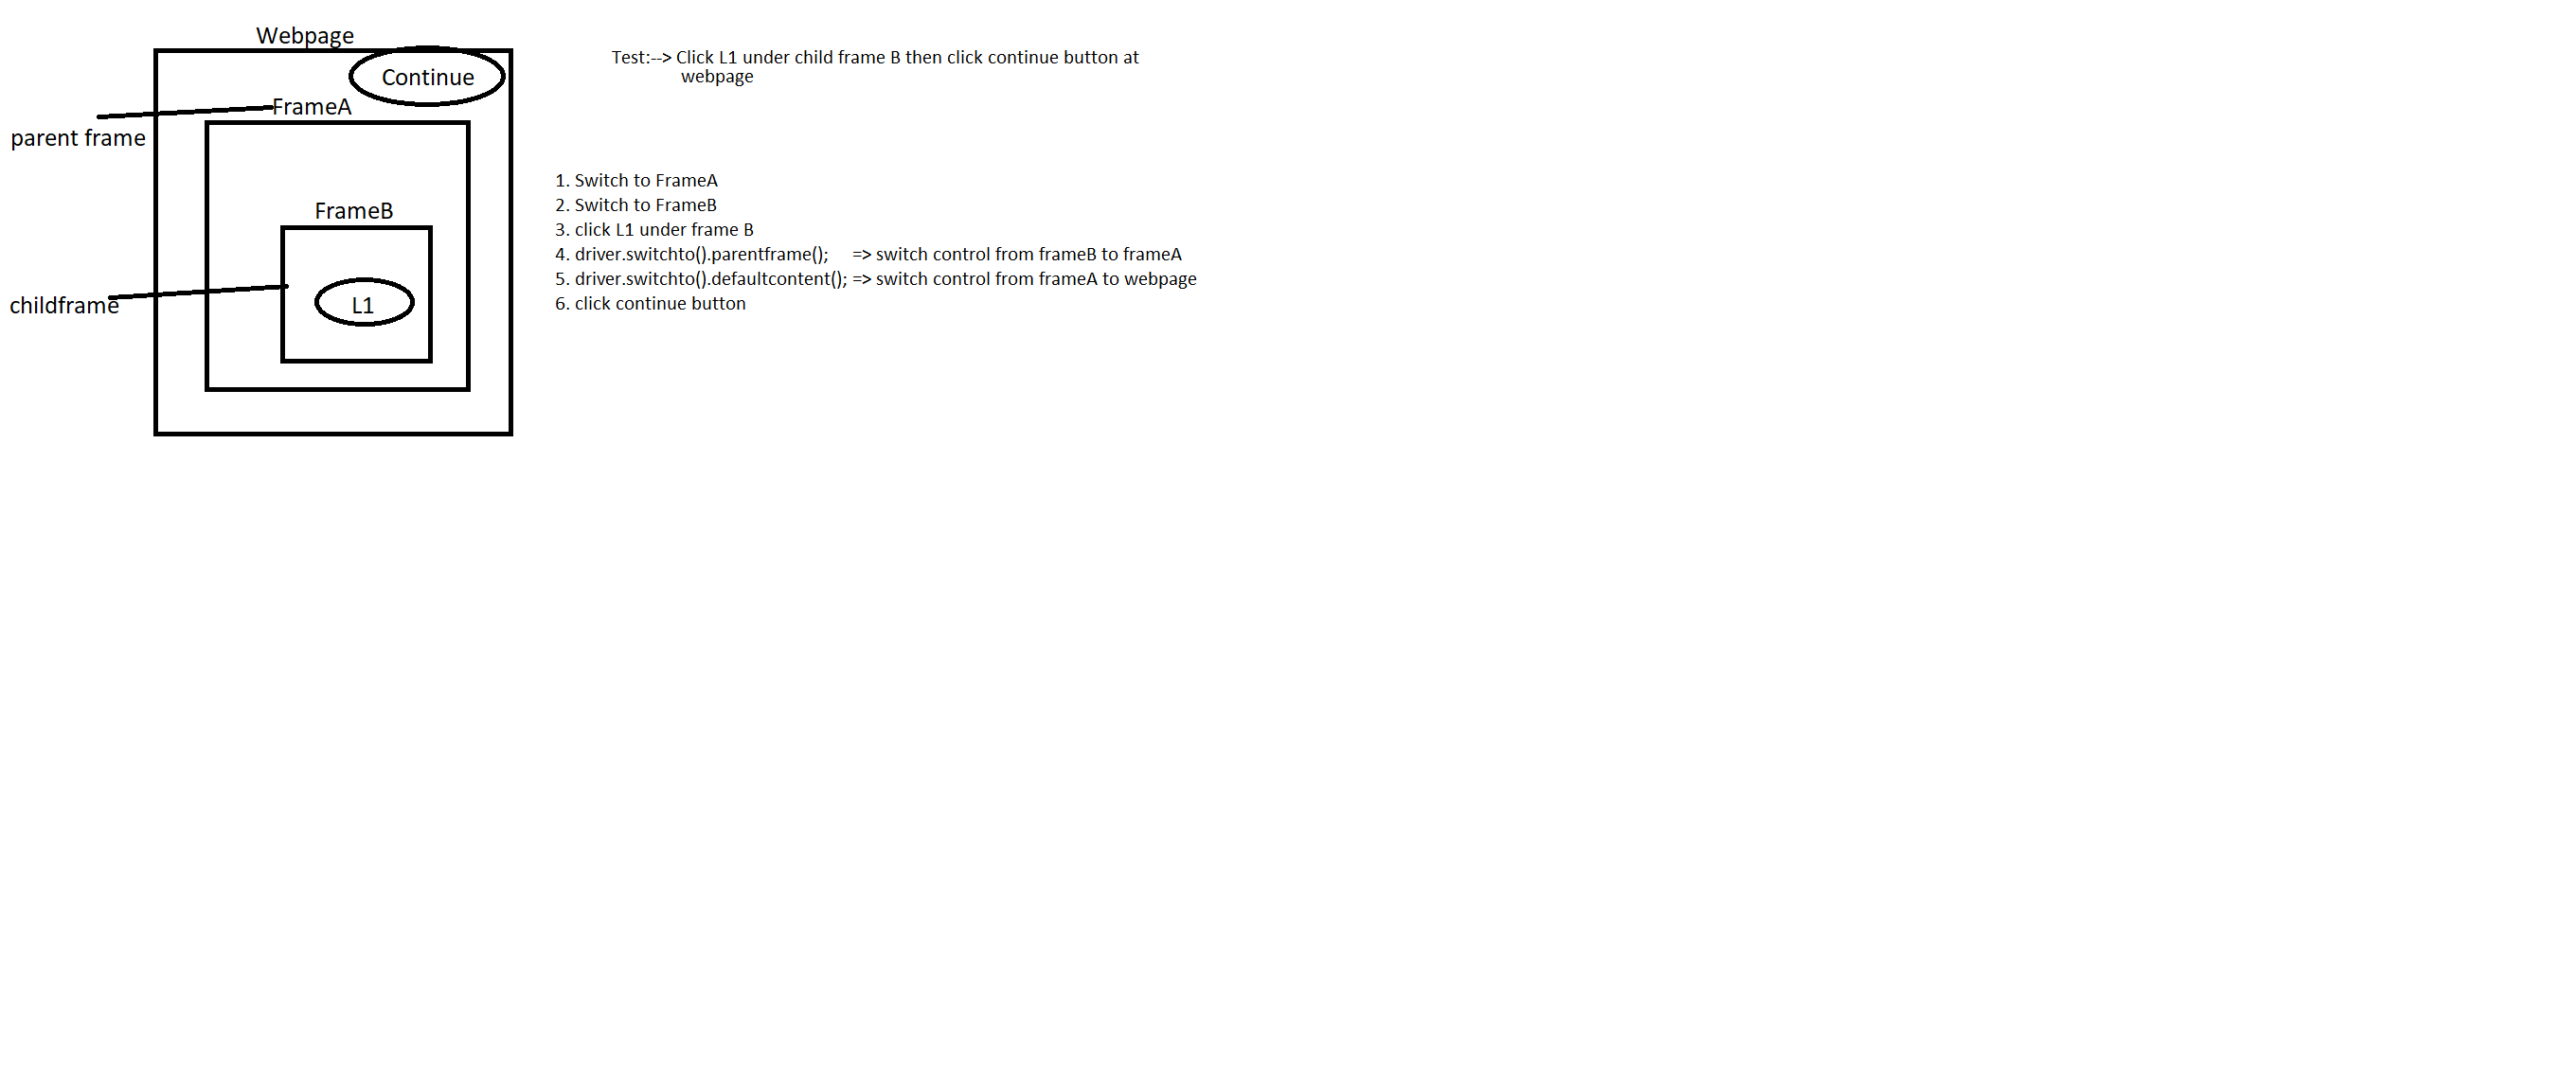 Webpage
Continue
FrameA
parent frame
FrameB
L1
childframe
Test:--> Click L1 under child frame B then click continue button at
webpage
1. Switch to FrameA
2. Switch to FrameB
3. click L1 under frame B
4. driver.switchto().parentframe(); => switch control from frameB to frameA
5. driver.switchto().defaultcontent(); => switch control from frameA to webpage
6. click continue button